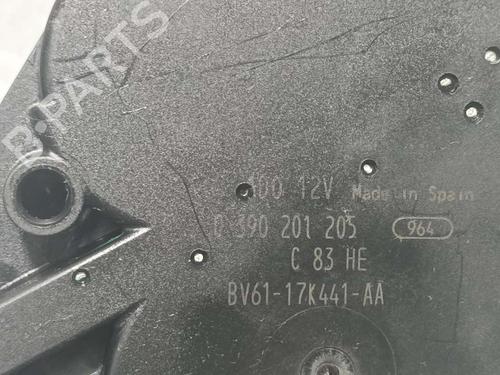 B-PARTS
400 12V Made in Spain
0 390 201 205 964
C 83 HE
BV61-17K441-AA